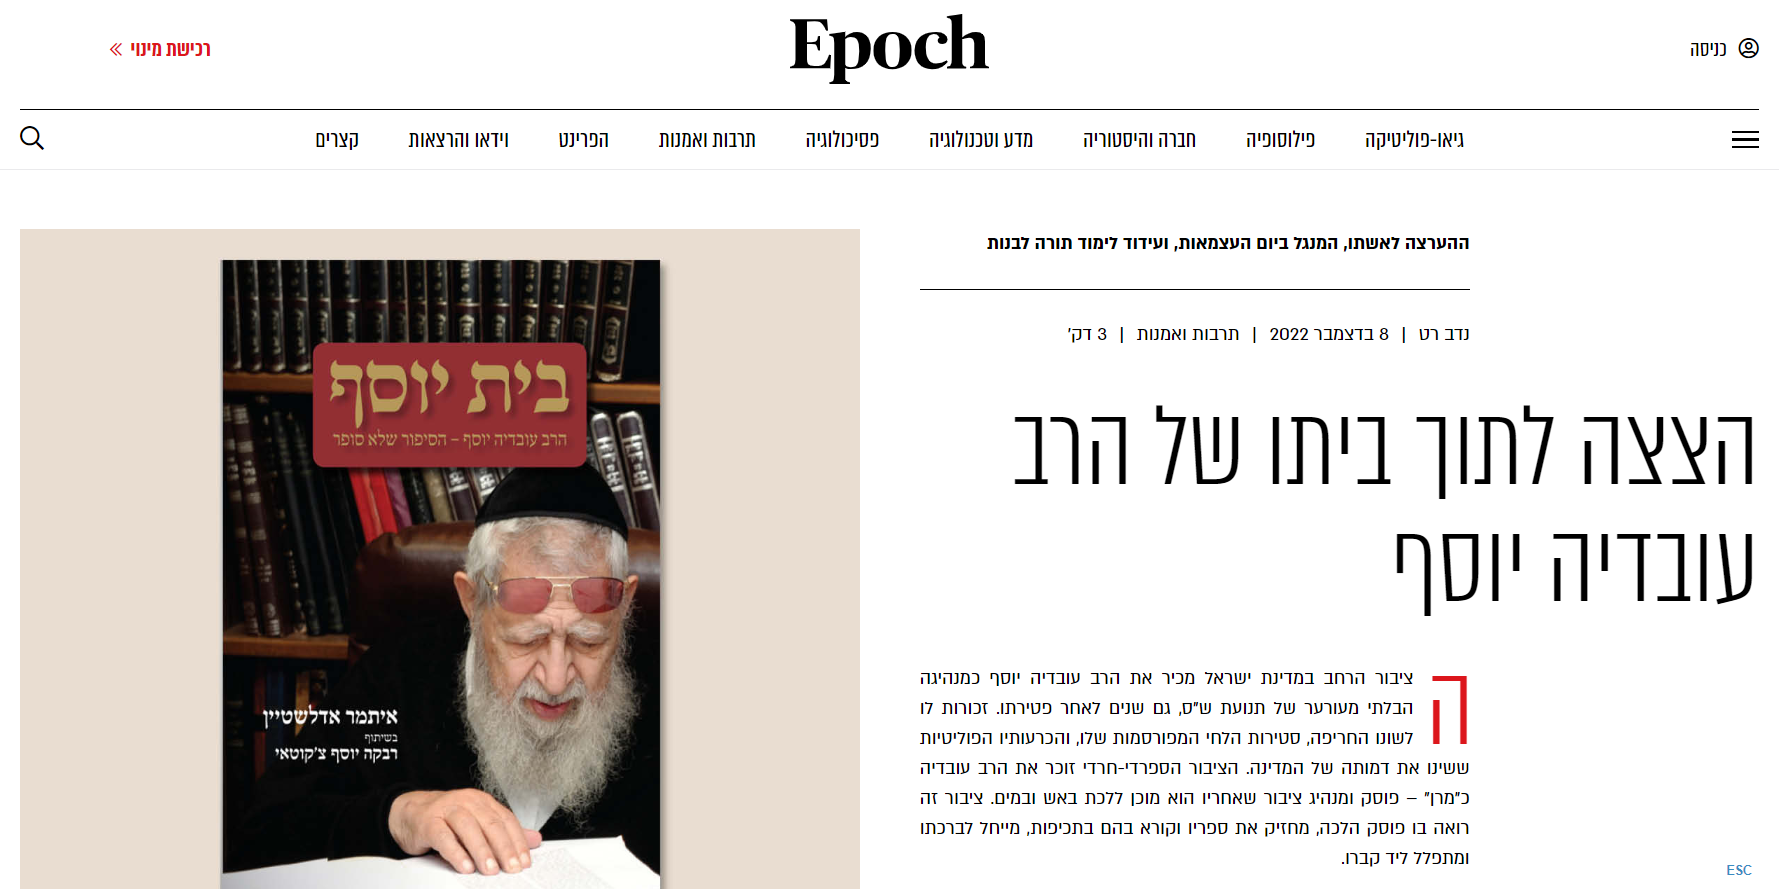 כניסה
Epoch
רכישת מינוי »
גיאו-פוליטיקה
פילוסופיה
חברה והיסטוריה
מדע וטכנולוגיה
פסיכולוגיה
תרבות ואמנות
הפרינט
וידאו והרצאות
קצרים
ההערצה לאשתו, המנגל ביום העצמאות, ועידוד לימוד תורה לבנות
נדב רט | 8 בדצמבר 2022 | תרבות ואמנות | 3 דק'
הצצה לתוך ביתו של הרב
עובדיה יוסף
ה ציבור הרחב במדינת ישראל מכיר את הרב עובדיה יוסף כמנהיגה
הבלתי מעורער של תנועת ש"ס, גם שנים לאחר פטירתו. זכורות לו
לשונו החריפה, סטירות הלחי המפורסמות שלו, והכרעותיו הפוליטיות
ששינו את דמותה של המדינה. הציבור הספרדי-חרדי זוכר את הרב עובדיה
כ"מרן" – פוסק ומנהיג ציבור שאחריו הוא מוכן ללכת באש ובמים. ציבור זה
רואה בו פוסק הלכה, מחזיק את ספריו וקורא בהם בתכיפות, מייחל לברכתו
ומתפלל ליד קברו.
בית יוסף
הרב עובדיה יוסף – הסיפור שלא סופר
איתמר אדלשטיין
בשיתוף
רבקה יוסף צ'קוטאי
ESC